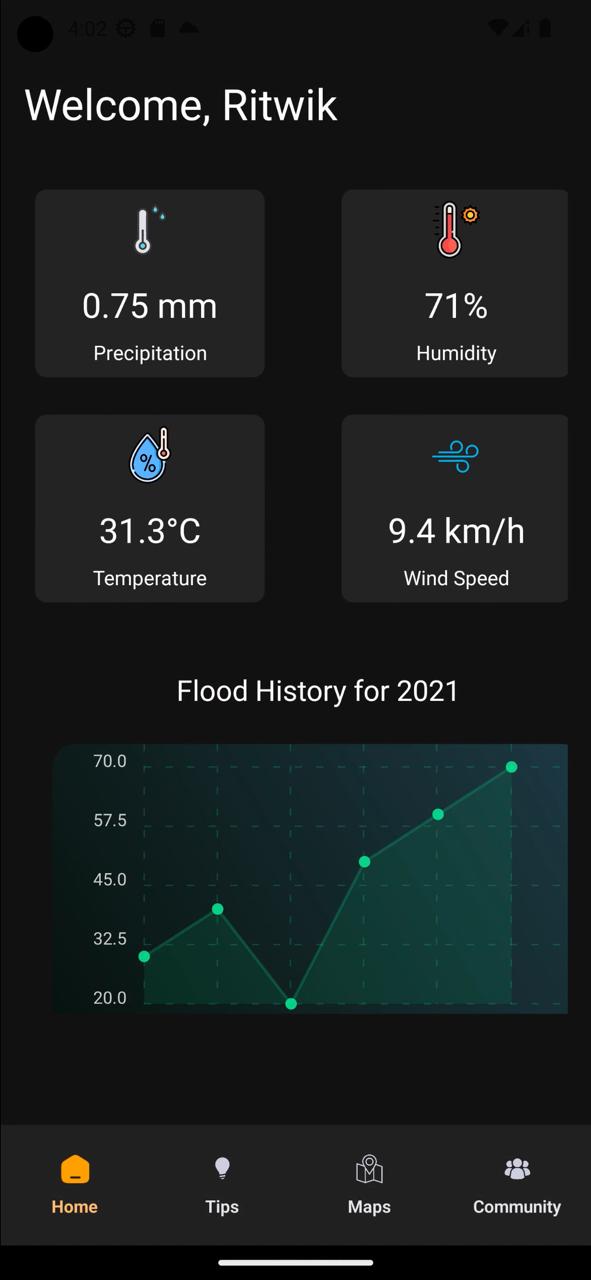 4:02
Welcome, Ritwik
0.75 mm
Precipitation
71%
Humidity
%
31.3°C
Temperature
9.4 km/h
Wind Speed
Flood History for 2021
70.0
57.5
45.0
32.5
20.0
Home
Tips
Maps
Community